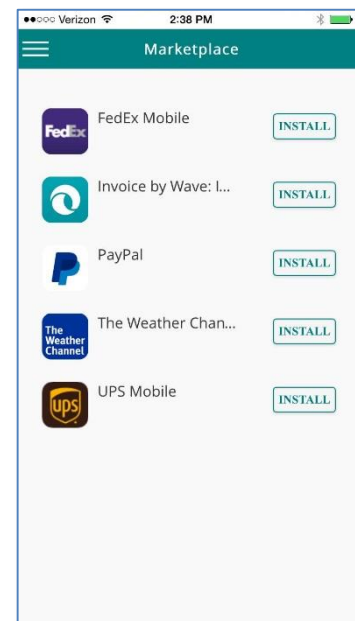 Verizon 2:38 PM
Marketplace
FedEx
FedEx Mobile
INSTALL
Invoice by Wave: I...
INSTALL
PayPal
INSTALL
The Weather Channel
The Weather Chan...
INSTALL
ups
UPS Mobile
INSTALL